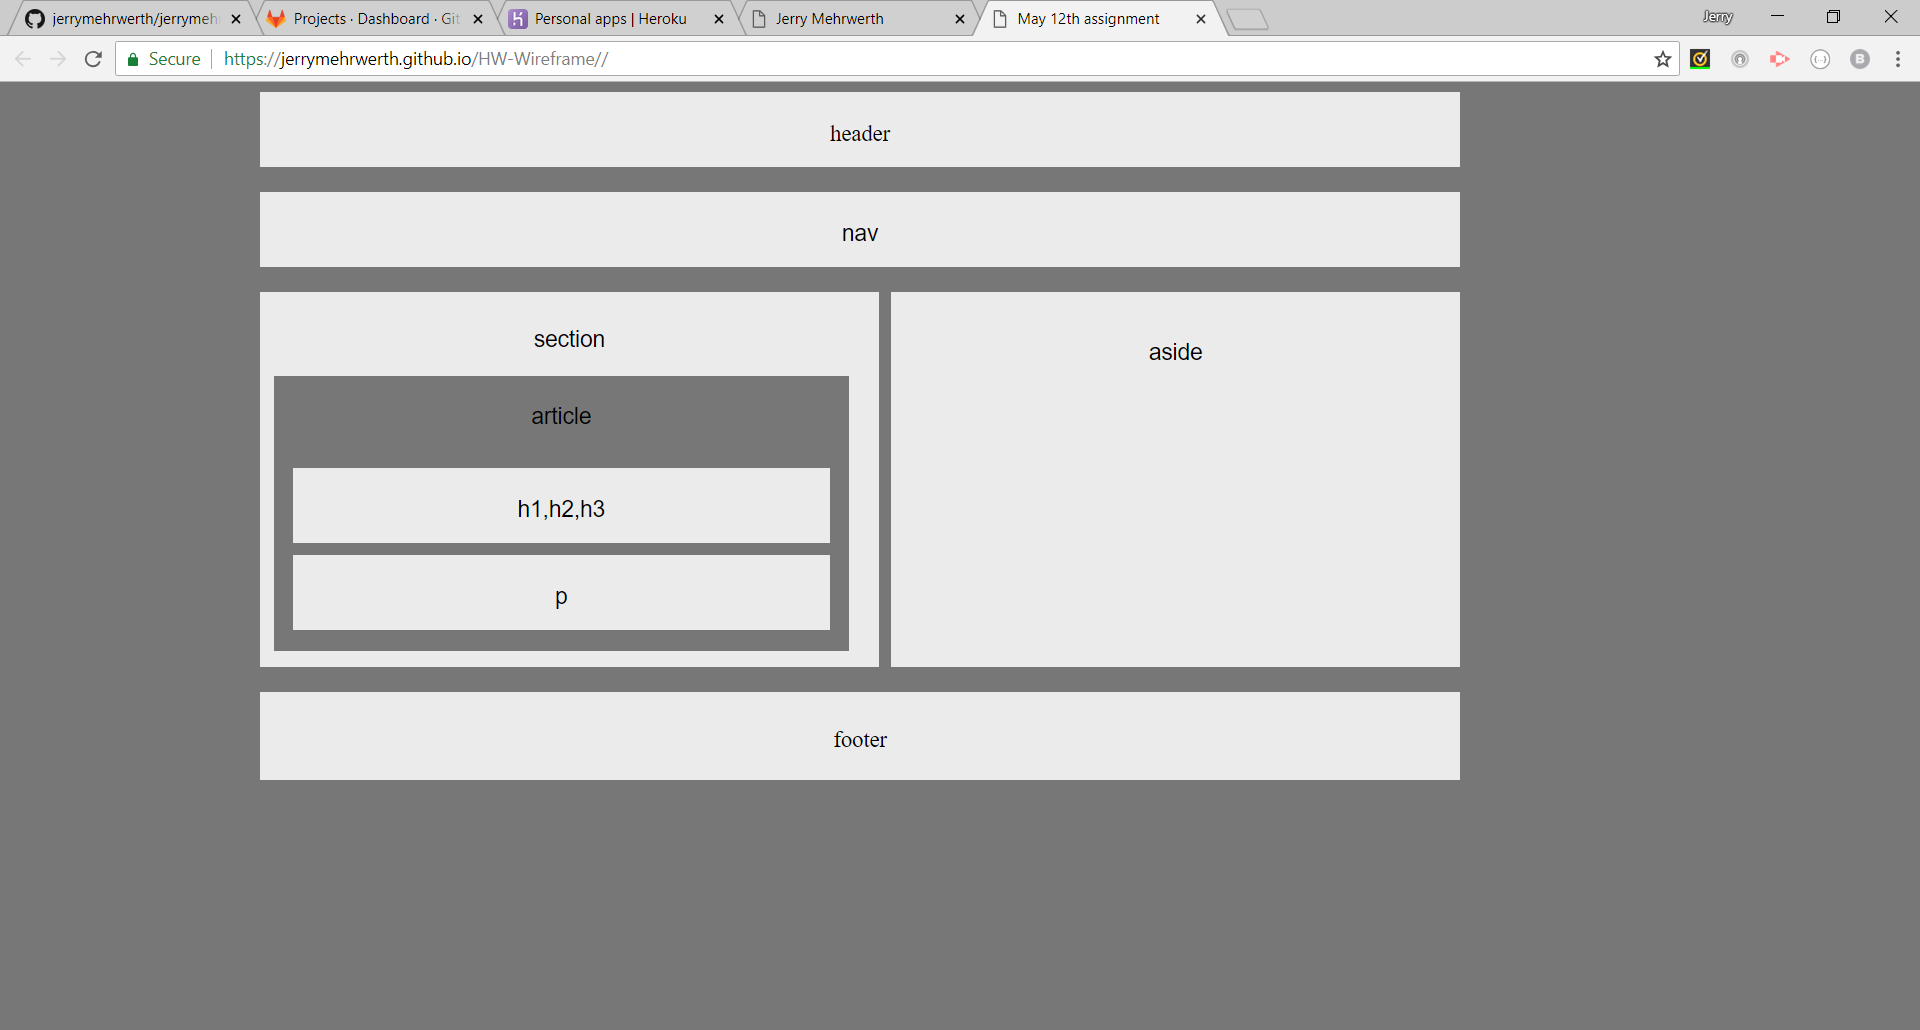 jerrymehrwerth/jerrymeh
Projects · Dashboard · Git
Personal apps | Heroku
Jerry Mehrwerth
May 12th assignment
Jerry
Secure
https://jerrymehrwerth.github.io/HW-Wireframe//
header
nav
section
aside
article
h1,h2,h3
p
footer